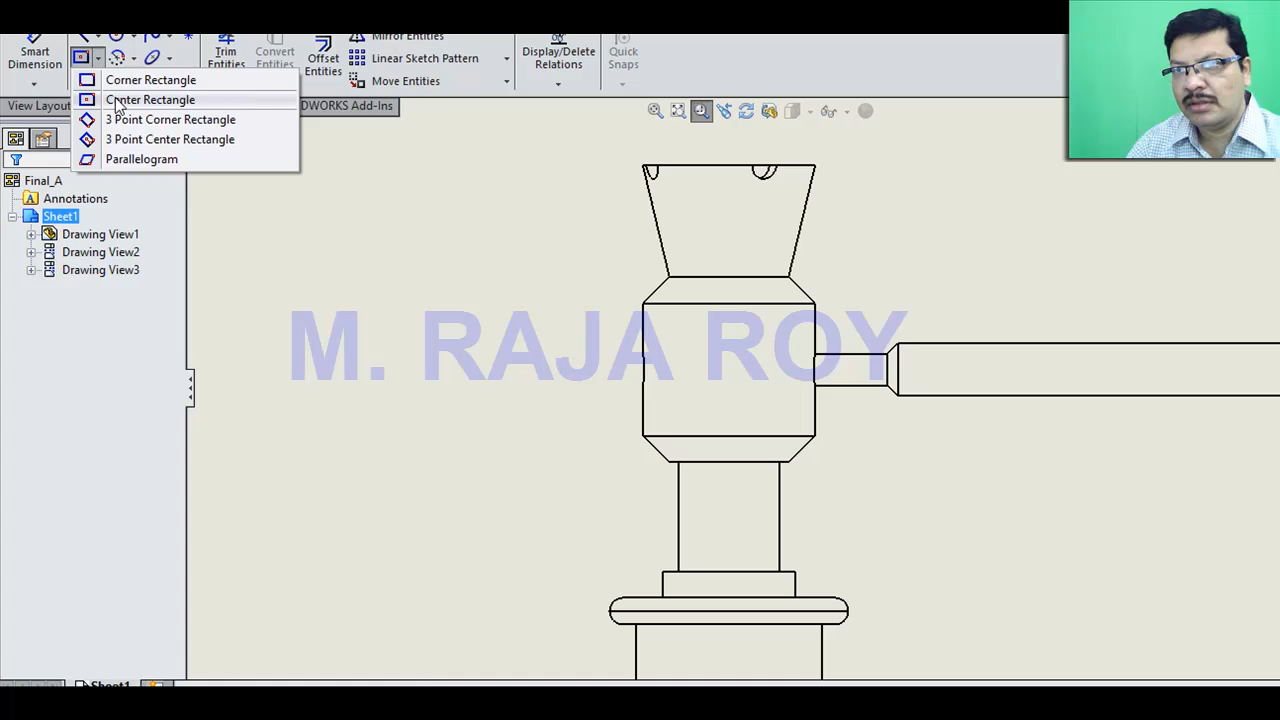 Smart
Dimension
Trim
Entities
Convert
Entities
Offset
Entities
Mirror Entities
Linear Sketch Pattern
Move Entities
Display/Delete
Relations
Quick
Snaps
Corner Rectangle
Center Rectangle
3 Point Corner Rectangle
3 Point Center Rectangle
Parallelogram
View Layout
DWORKS Add-Ins
Final_A
Annotations
Sheet1
Drawing View1
Drawing View2
Drawing View3
M. RAJA ROY
Sheet1